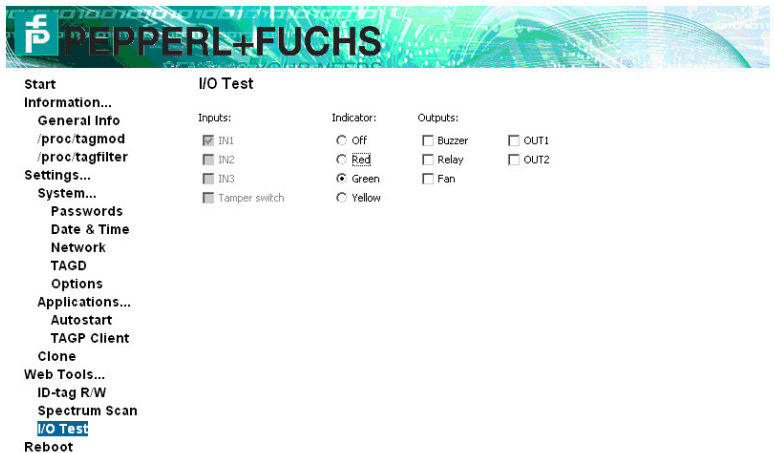 PEPPERL+FUCHS
Start
Information...
General Info
/proc/tagmod
/proc/tagfilter
Settings...
System...
Passwords
Date & Time
Network
TAGD
Options
Applications...
Autostart
TAGP Client
Clone
Web Tools...
ID-tag R/W
Spectrum Scan
I/O Test
Reboot
I/O Test
Inputs:
IN1
IN2
IN3
Tamper switch
Indicator:
Off
Red
Green
Yellow
Outputs:
Buzzer
Relay
Fan
OUT1
OUT2